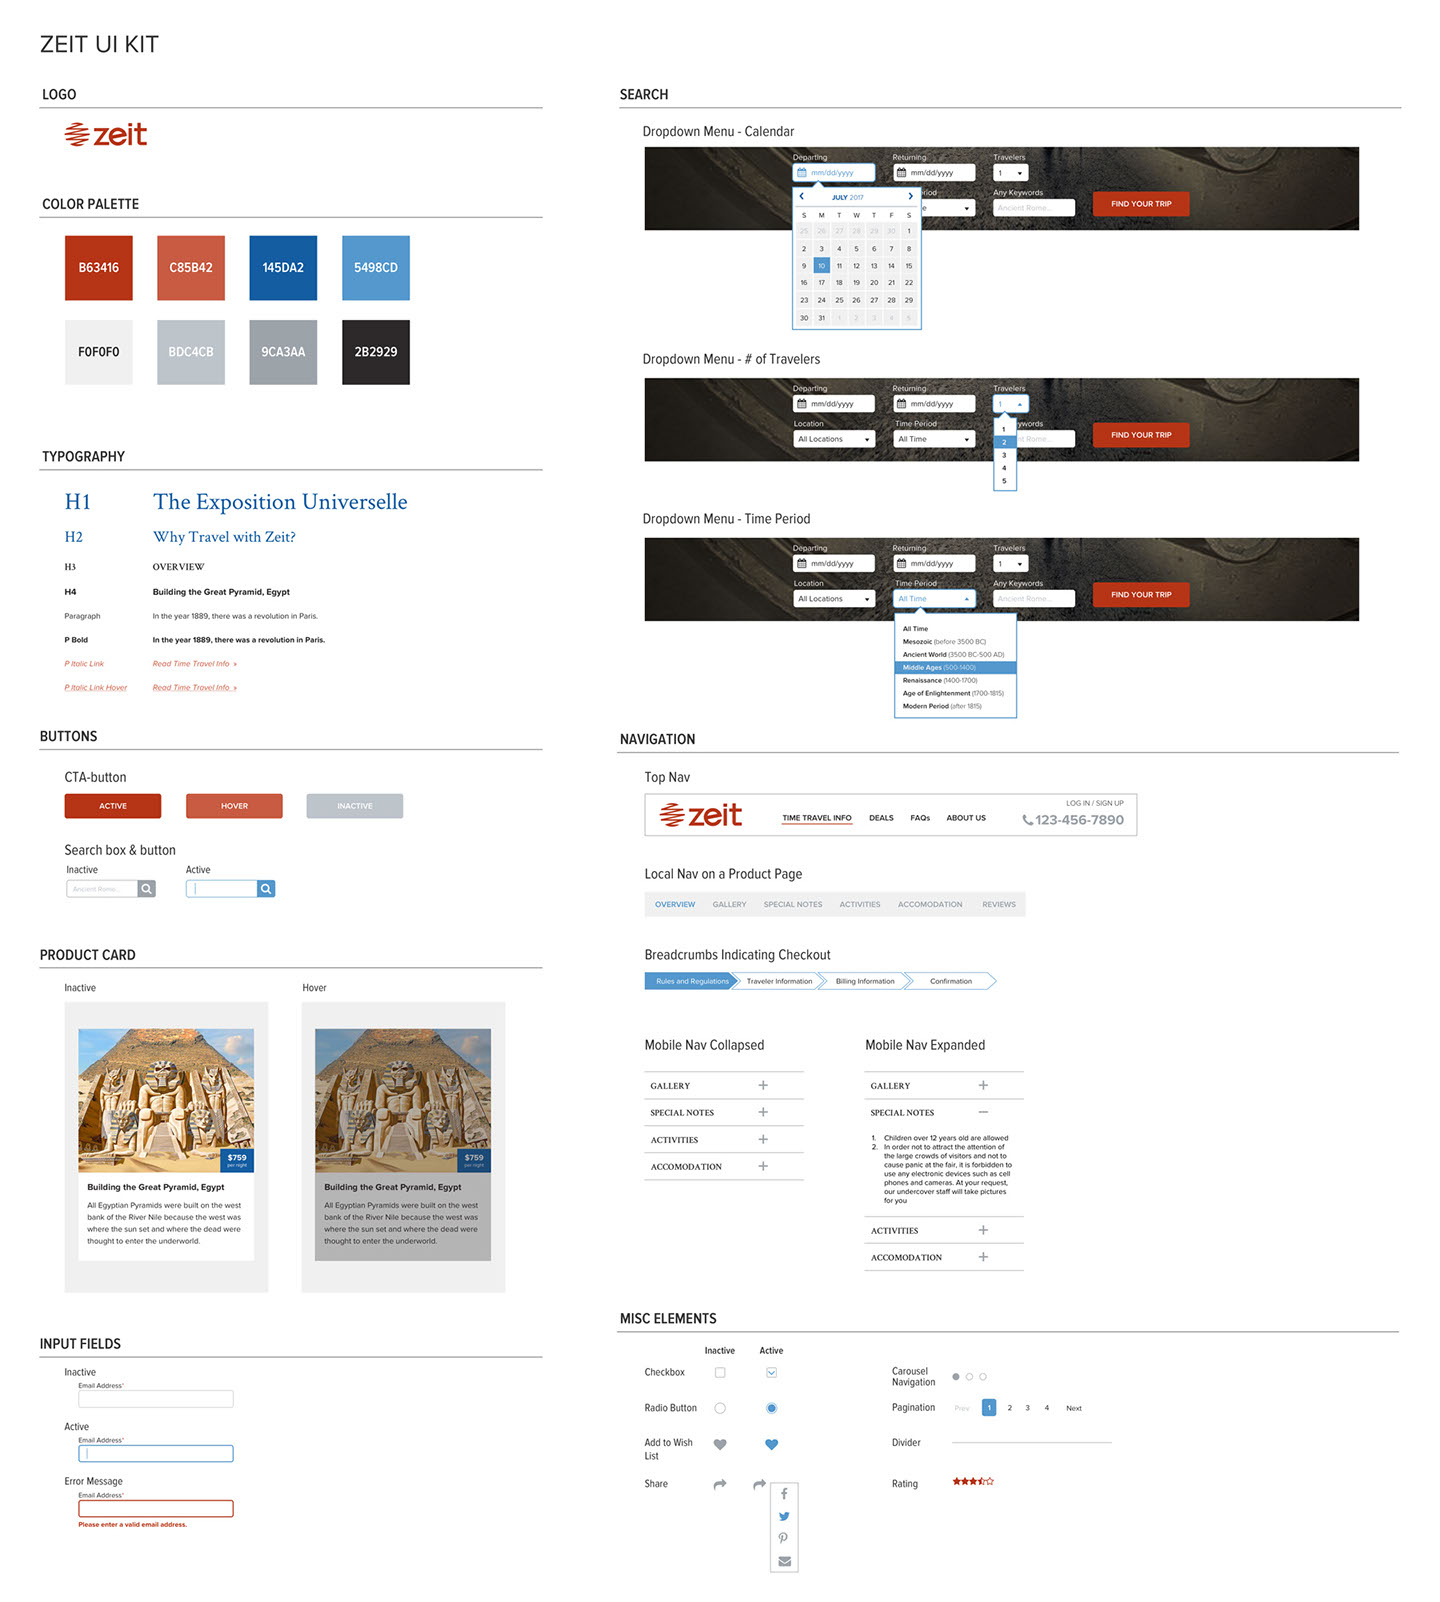 ZEIT UI KIT
LOGO
zeit
COLOR PALETTE
B63416 C85B42 145DA2 5498CD
F0F0F0 BDC4CB 9CA3AA 2B2929
TYPOGRAPHY
H1 The Exposition Universelle
H2 Why Travel with Zeit?
H3 OVERVIEW
H4 Building the Great Pyramid, Egypt
Paragraph In the year 1889, there was a revolution in Paris.
P Bold In the year 1889, there was a revolution in Paris.
P Italic Link Read Time Travel Info »
P Italic Link Hover Read Time Travel Info »
BUTTONS
CTA-button
ACTIVE HOVER INACTIVE
Search box & button
Inactive Active
Ancient Rome...
PRODUCT CARD
Inactive Hover
$759
per night
Building the Great Pyramid, Egypt
All Egyptian Pyramids were built on the west
bank of the River Nile because the west was
where the sun set and where the dead were
thought to enter the underworld.
$759
per night
Building the Great Pyramid, Egypt
All Egyptian Pyramids were built on the west
bank of the River Nile because the west was
where the sun set and where the dead were
thought to enter the underworld.
INPUT FIELDS
Inactive
Email Address*
Active
Email Address*
Error Message
Email Address*
Please enter a valid email address.
SEARCH
Dropdown Menu - Calendar
Departing Returning Travelers
mm/dd/yyyy mm/dd/yyyy 1
riod Any Keywords
e Ancient Rome... FIND YOUR TRIP
JULY 2017
S M T W T F S
25 26 27 28 29 30 1
2 3 4 5 6 7 8
9 10 11 12 13 14 15
16 17 18 19 20 21 22
23 24 25 26 27 28 29
30 31 1 2 3 4 5
Dropdown Menu - # of Travelers
Departing Returning Travelers
mm/dd/yyyy mm/dd/yyyy 1
Location Time Period eywords
All Locations All Time nt Rome... FIND YOUR TRIP
1
2
3
4
5
Dropdown Menu - Time Period
Departing Returning Travelers
mm/dd/yyyy mm/dd/yyyy 1
Location Time Period Any Keywords
All Locations All Time Ancient Rome... FIND YOUR TRIP
All Time
Mesozoic (before 3500 BC)
Ancient World (3500 BC-500 AD)
Middle Ages (500-1400)
Renaissance (1400-1700)
Age of Enlightenment (1700-1815)
Modern Period (after 1815)
NAVIGATION
Top Nav
LOG IN / SIGN UP
zeit TIME TRAVEL INFO DEALS FAQs ABOUT US 123-456-7890
Local Nav on a Product Page
OVERVIEW GALLERY SPECIAL NOTES ACTIVITIES ACCOMODATION REVIEWS
Breadcrumbs Indicating Checkout
Rules and Regulations Traveler Information Billing Information Confirmation
Mobile Nav Collapsed
GALLERY +
SPECIAL NOTES +
ACTIVITIES +
ACCOMODATION +
Mobile Nav Expanded
GALLERY +
SPECIAL NOTES −
1. Children over 12 years old are allowed
2. In order not to attract the attention of
the large crowds of visitors and not to
cause panic at the fair, it is forbidden to
use any electronic devices such as cell
phones and cameras. At your request,
our undercover staff will take pictures
for you
ACTIVITIES +
ACCOMODATION +
MISC ELEMENTS
Inactive Active
Checkbox
Radio Button
Add to Wish
List
Share
Carousel
Navigation
Pagination Prev 1 2 3 4 Next
Divider
Rating